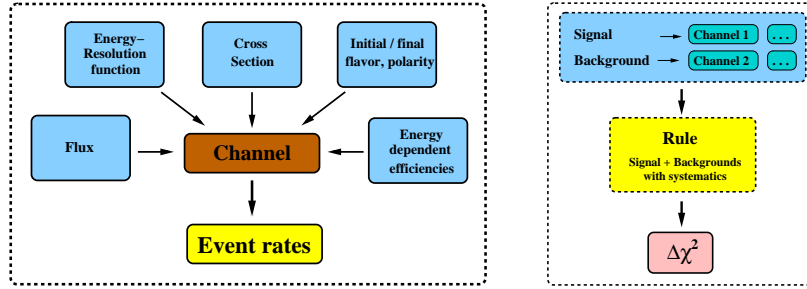 Energy–
Resolution
function
Cross
Section
Initial / final
flavor, polarity
Flux
Channel
Energy
dependent
efficiencies
Event rates
Signal
Channel 1
. . .
Background
Channel 2
. . .
Rule
Signal + Backgrounds
with systematics
Δχ²